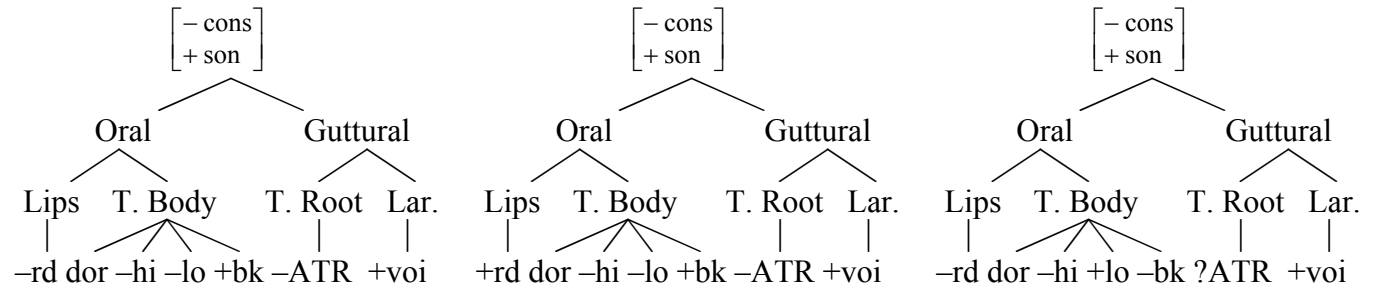 – cons – cons – cons
+ son + son + son
Oral Guttural Oral Guttural Oral Guttural
Lips T. Body T. Root Lar. Lips T. Body T. Root Lar. Lips T. Body T. Root Lar.
–rd dor –hi –lo +bk –ATR +voi +rd dor –hi –lo +bk –ATR +voi –rd dor –hi +lo –bk ?ATR +voi